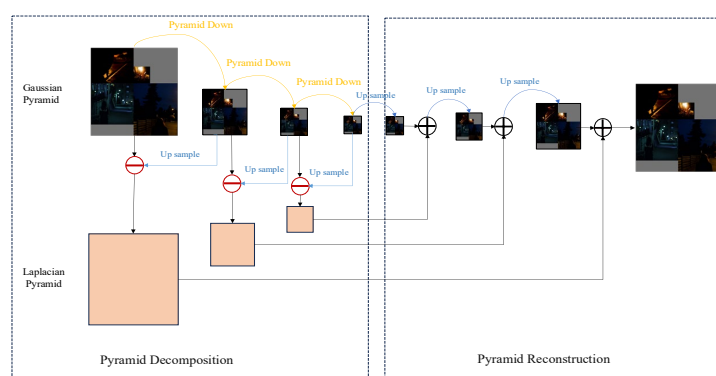 Pyramid Down
Pyramid Down
Pyramid Down
Gaussian
Pyramid
Up sample
Up sample
Up sample
Up sample
Up sample
Up sample
Laplacian
Pyramid
Pyramid Decomposition
Pyramid Reconstruction